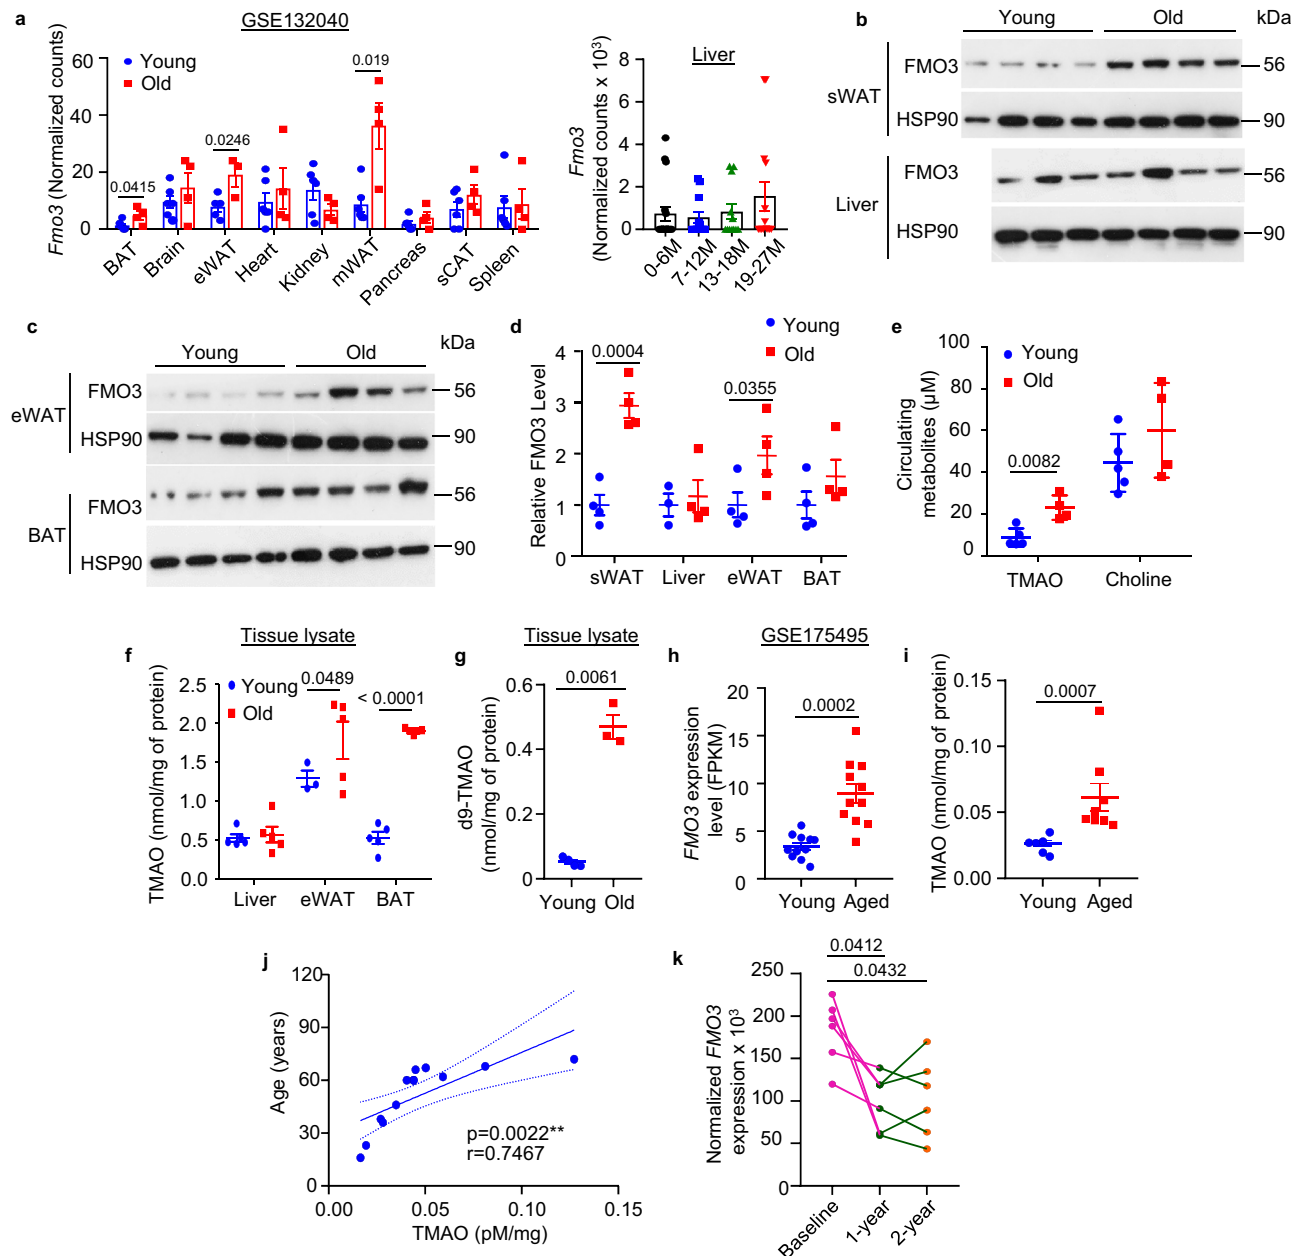 a
GSE132040
Fmo3 (Normalized counts)
60
40
20
0
Young
Old
0.0415
0.0246
0.019
BAT
Brain
eWAT
Heart
Kidney
mWAT
Pancreas
sCAT
Spleen
Liver
Fmo3
(Normalized counts x 10³)
8
6
4
2
0
0-6M
7-12M
13-18M
19-27M
b
Young Old kDa
sWAT
FMO3 56
HSP90 90
Liver
FMO3 56
HSP90 90
c
Young Old kDa
eWAT
FMO3 56
HSP90 90
BAT
FMO3 56
HSP90 90
d
Young
Old
Relative FMO3 Level
4
3
2
1
0
0.0004
0.0355
sWAT Liver eWAT BAT
e
Circulating
metabolites (µM)
100
80
60
40
20
0
Young
Old
0.0082
TMAO Choline
f
Tissue lysate
TMAO (nmol/mg of protein)
2.5
2.0
1.5
1.0
0.5
0.0
Young
Old
0.0489
< 0.0001
Liver eWAT BAT
g
Tissue lysate
d9-TMAO
(nmol/mg of protein)
0.6
0.4
0.2
0
0.0061
Young Old
h
GSE175495
FMO3 expression
level (FPKM)
20
15
10
5
0
0.0002
Young Aged
i
TMAO (nmol/mg of protein)
0.15
0.10
0.05
0.00
0.0007
Young Aged
j
Age (years)
120
90
60
30
0
p=0.0022**
r=0.7467
0.00 0.05 0.10 0.15
TMAO (pM/mg)
k
Normalized FMO3
expression x 10³
0.0412
0.0432
250
200
150
100
50
0
Baseline
1-year
2-year